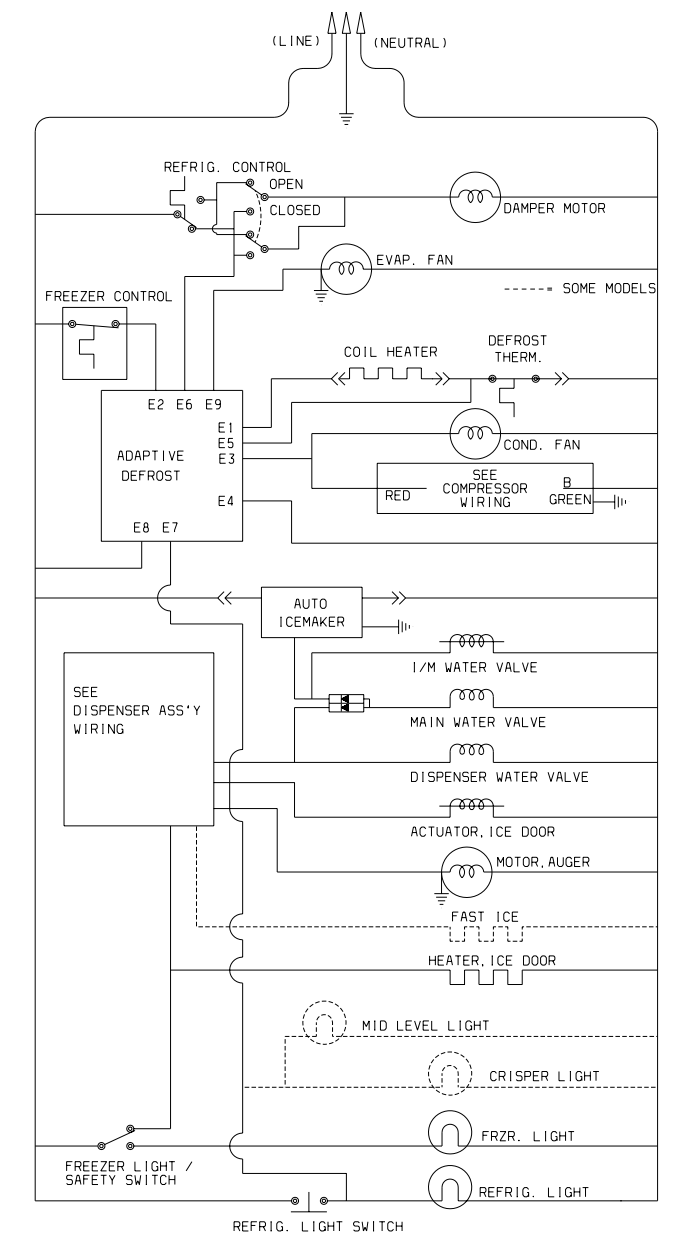 (LINE)
(NEUTRAL)
REFRIG. CONTROL
OPEN
CLOSED
DAMPER MOTOR
EVAP. FAN
SOME MODELS
FREEZER CONTROL
DEFROST
THERM.
COIL HEATER
E2 E6 E9
E1
E5
E3
E4
E8 E7
ADAPTIVE
DEFROST
COND. FAN
SEE
COMPRESSOR
WIRING
RED
B
GREEN
AUTO
ICEMAKER
I/M WATER VALVE
SEE
DISPENSER ASS'Y
WIRING
MAIN WATER VALVE
DISPENSER WATER VALVE
ACTUATOR,ICE DOOR
MOTOR,AUGER
FAST ICE
HEATER,ICE DOOR
MID LEVEL LIGHT
CRISPER LIGHT
FRZR. LIGHT
FREEZER LIGHT /
SAFETY SWITCH
REFRIG. LIGHT
REFRIG. LIGHT SWITCH